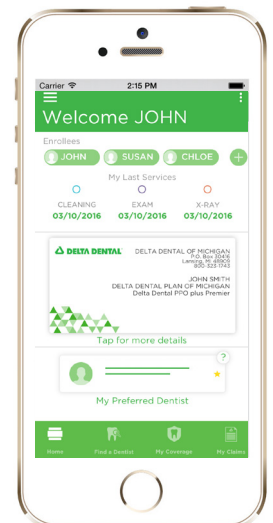 Carrier 2:15 PM
Welcome JOHN
Enrollees
JOHN SUSAN CHLOE +
My Last Services
CLEANING EXAM X-RAY
03/10/2016 03/10/2016 03/10/2016
DELTA DENTAL
DELTA DENTAL OF MICHIGAN
P.O. Box 30416
Lansing, MI 48909
800-323-1743
JOHN SMITH
DELTA DENTAL PLAN OF MICHIGAN
Delta Dental PPO plus Premier
Tap for more details
?
My Preferred Dentist
Home Find a Dentist My Coverage My Claims